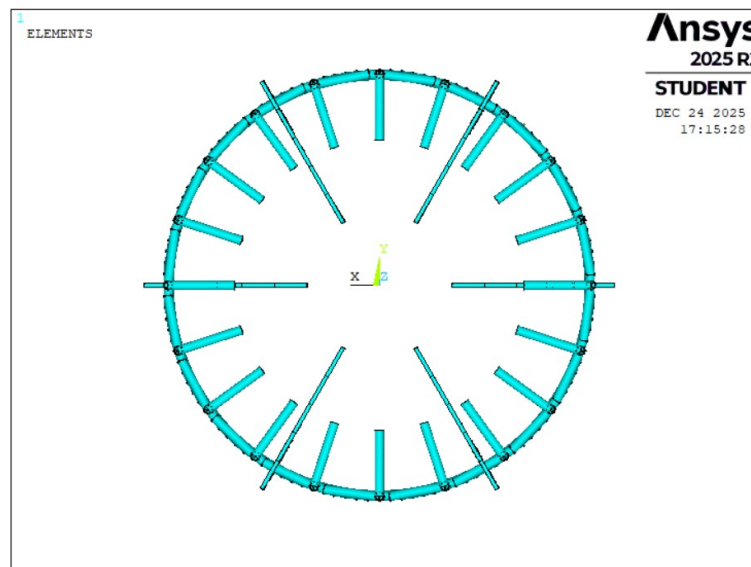 1
ELEMENTS
Ansys
2025 R
STUDENT
DEC 24 2025
17:15:28
Y
X
Z